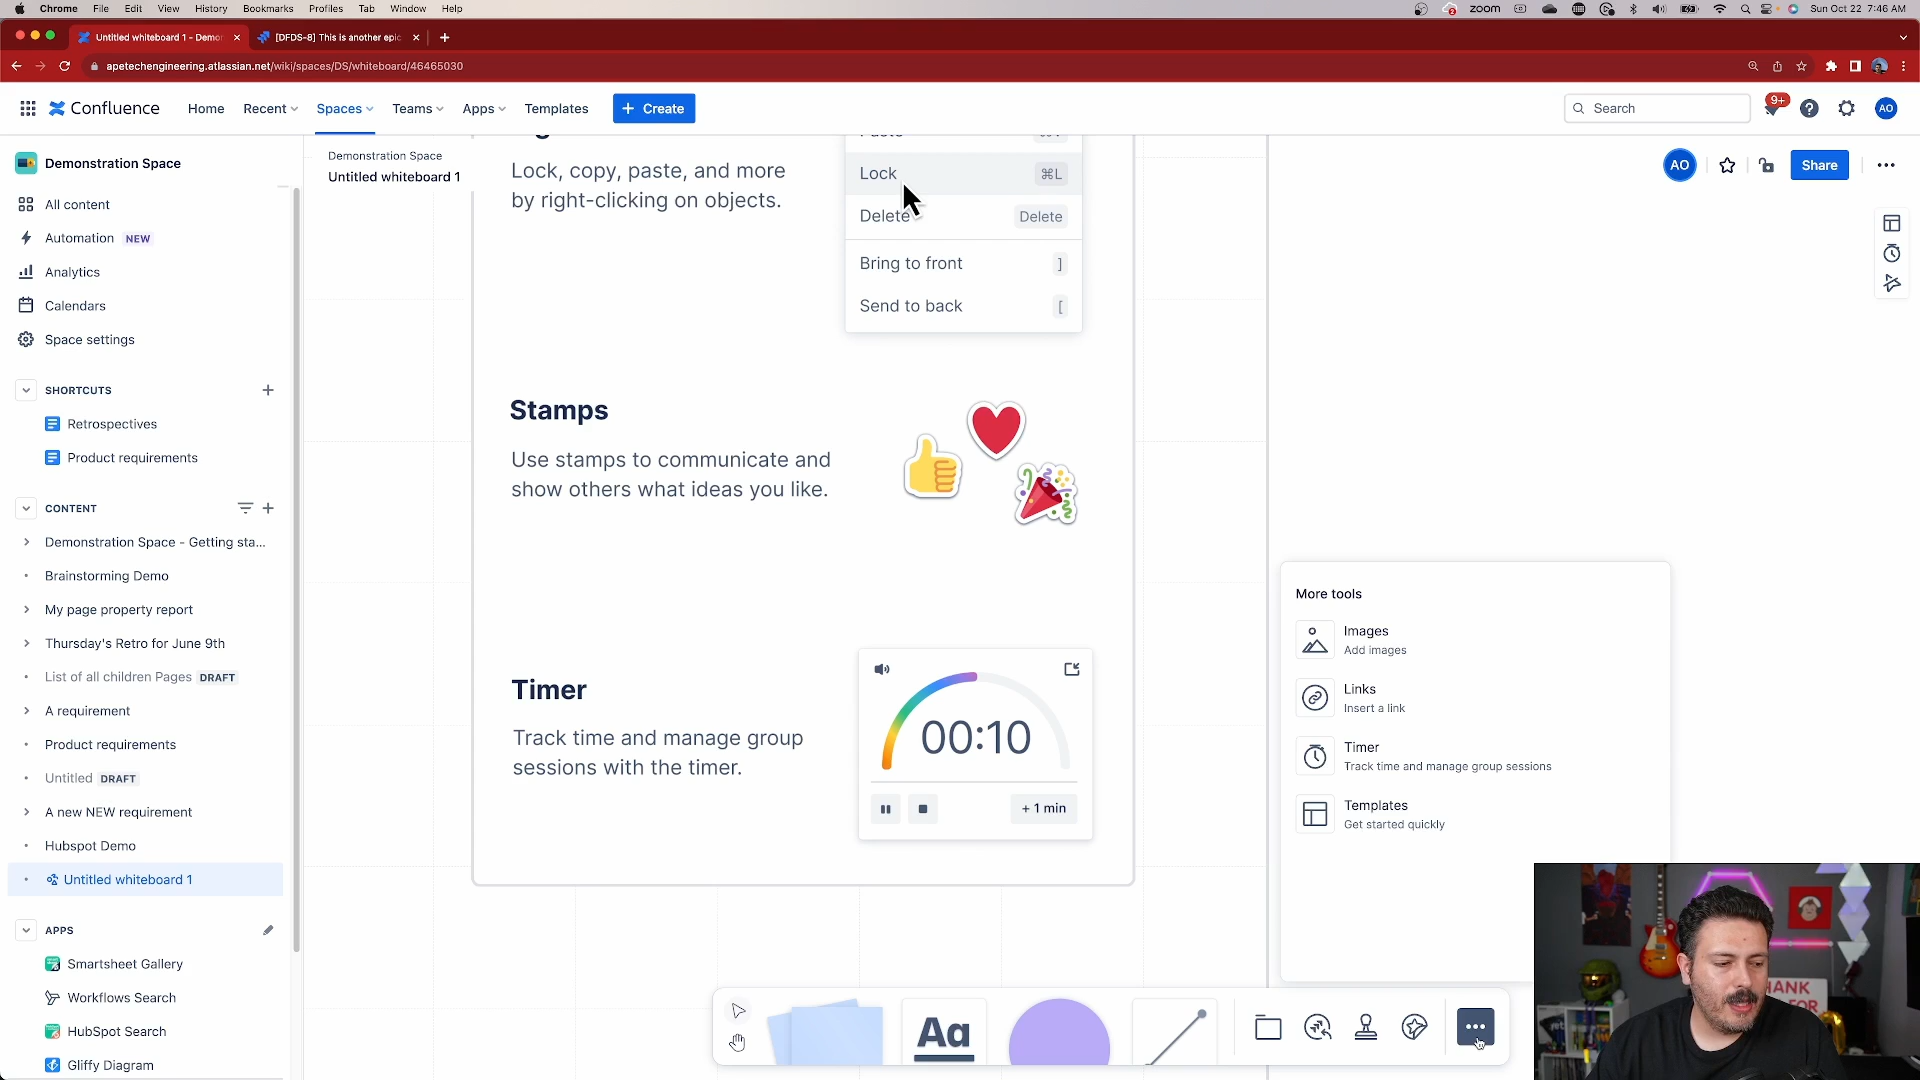 Chrome File Edit View History Bookmarks Profiles Tab Window Help
2 zoom Sun Oct 22 7:46 AM
Untitled whiteboard 1 - Demon
[DFDS-8] This is another epic
apetechengineering.atlassian.net/wiki/spaces/DS/whiteboard/46465030
Confluence Home Recent Spaces Teams Apps Templates + Create Search 9+ AO
Demonstration Space
All content
Automation NEW
Analytics
Calendars
Space settings
SHORTCUTS
Retrospectives
Product requirements
CONTENT
Demonstration Space - Getting sta...
Brainstorming Demo
My page property report
Thursday's Retro for June 9th
List of all children Pages DRAFT
A requirement
Product requirements
Untitled DRAFT
A new NEW requirement
Hubspot Demo
Untitled whiteboard 1
APPS
Smartsheet Gallery
Workflows Search
HubSpot Search
Gliffy Diagram
Demonstration Space
Untitled whiteboard 1
AO Share
Lock, copy, paste, and more
by right-clicking on objects.
Lock ⌘L
Delete Delete
Bring to front ]
Send to back [
Stamps
Use stamps to communicate and
show others what ideas you like.
Timer
Track time and manage group
sessions with the timer.
00:10
+ 1 min
More tools
Images
Add images
Links
Insert a link
Timer
Track time and manage group sessions
Templates
Get started quickly
Aa